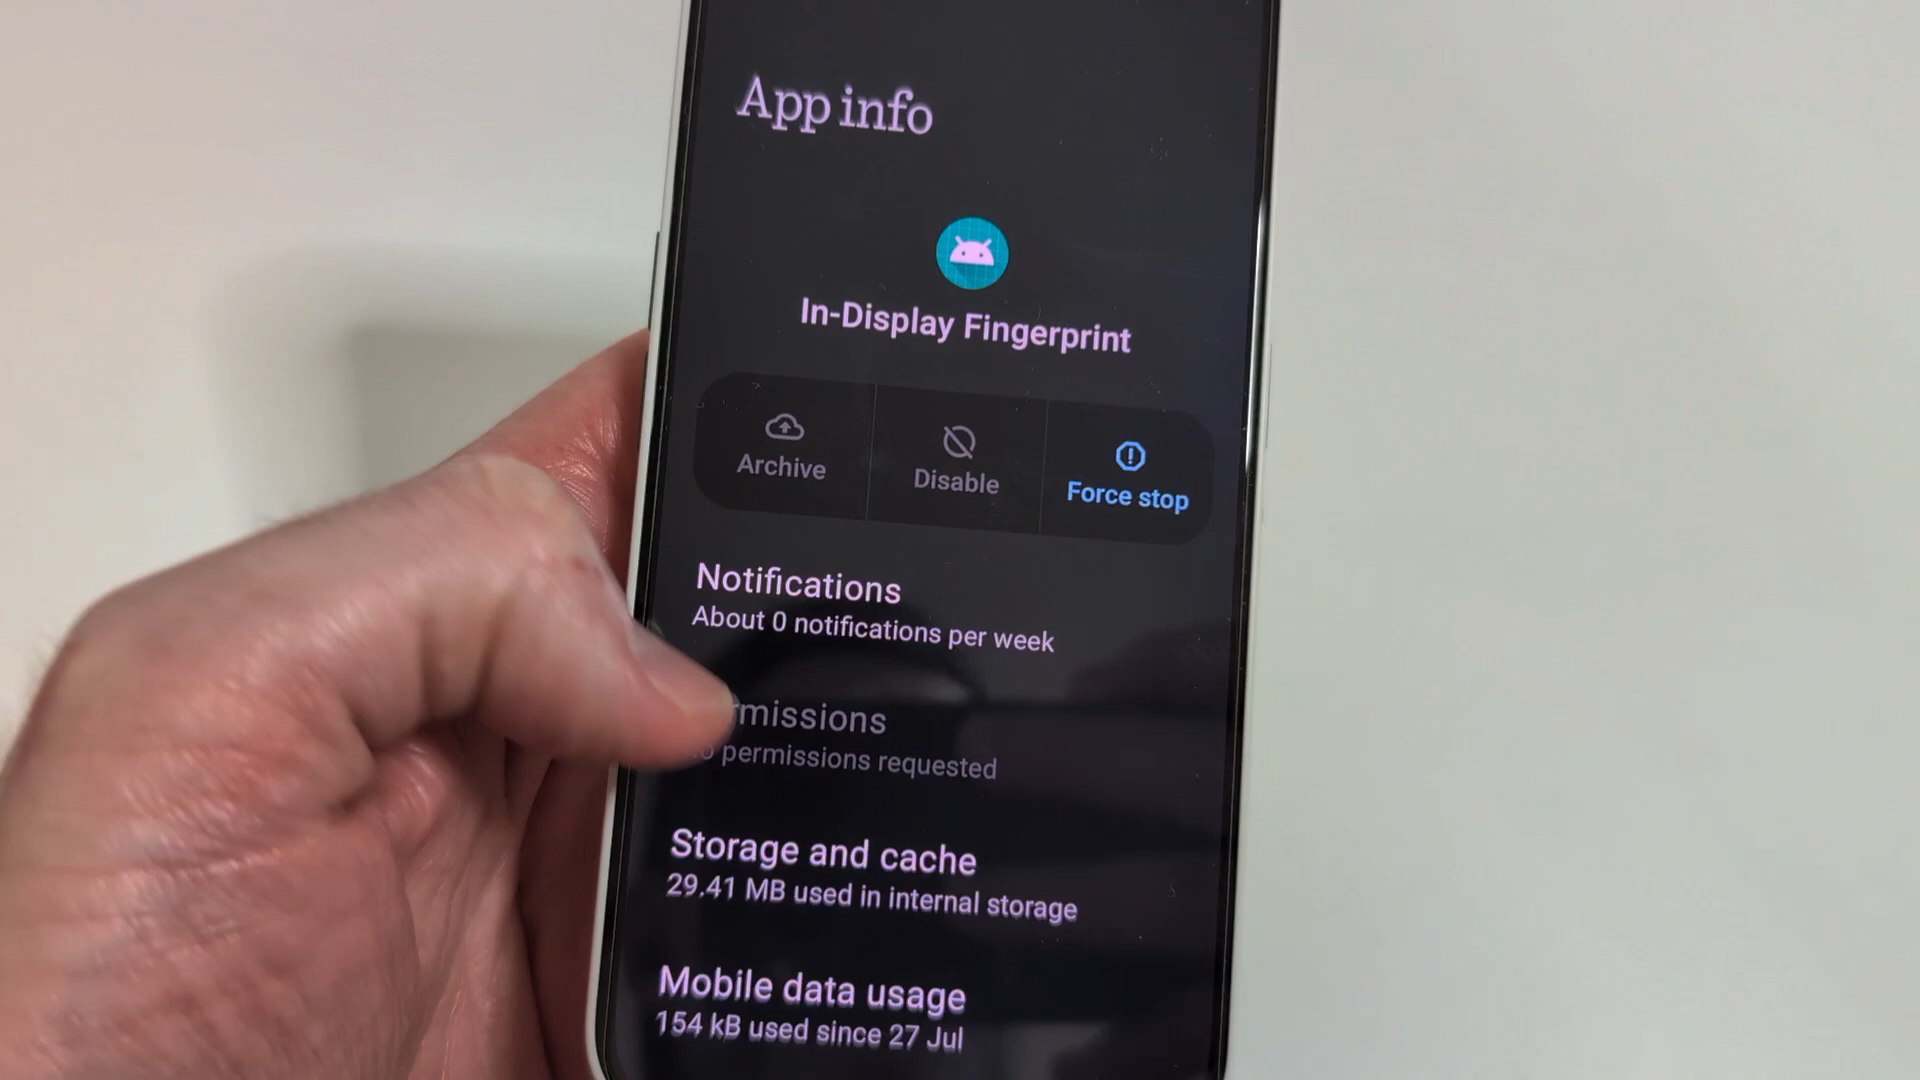 App info
In-Display Fingerprint
Archive
Disable
Force stop
Notifications
About 0 notifications per week
permissions requested
Storage and cache
29.41 MB used in internal storage
Mobile data usage
154 kB used since 27 Jul